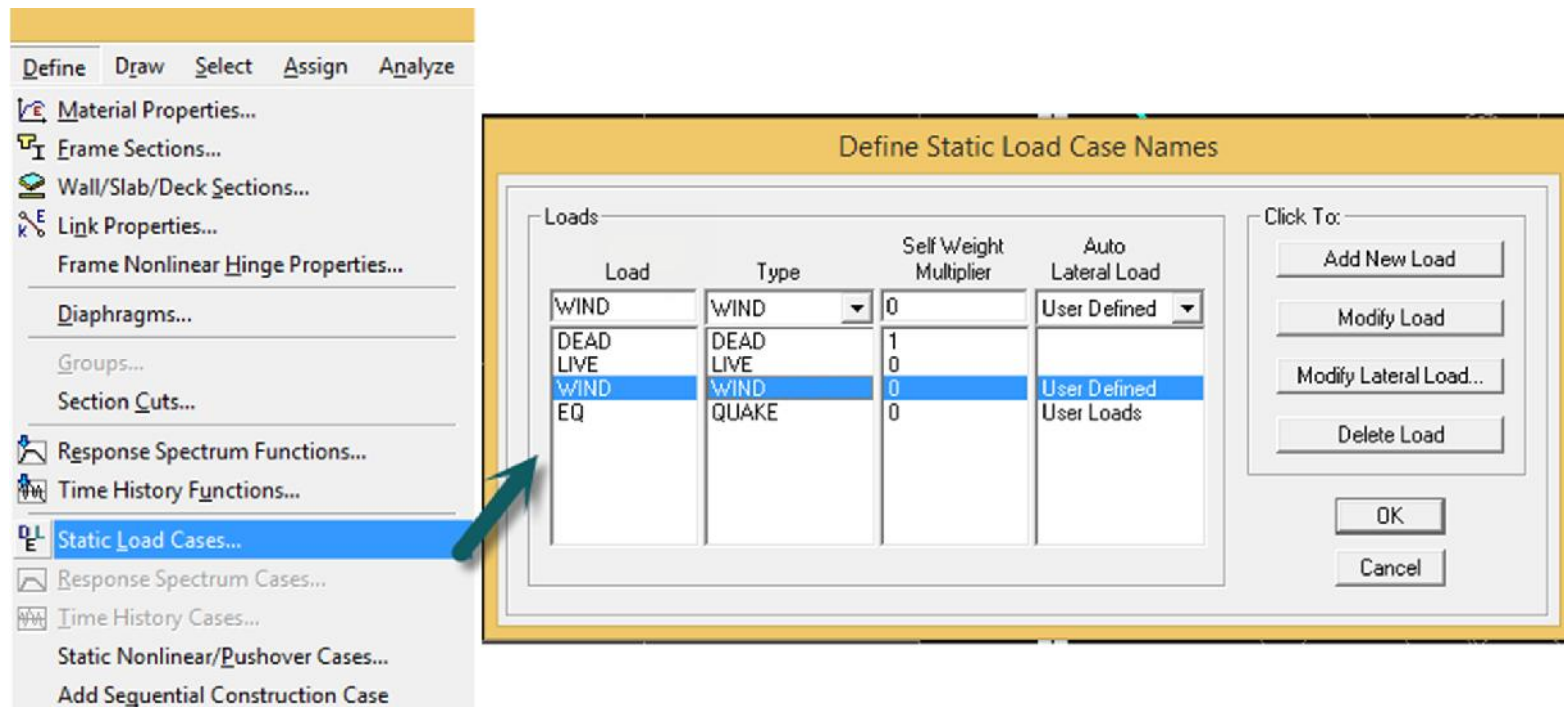 Define Draw Select Assign Analyze
Material Properties...
Frame Sections...
Wall/Slab/Deck Sections...
Link Properties...
Frame Nonlinear Hinge Properties...
Diaphragms...
Groups...
Section Cuts...
Response Spectrum Functions...
Time History Functions...
Static Load Cases...
Response Spectrum Cases...
Time History Cases...
Static Nonlinear/Pushover Cases...
Add Sequential Construction Case
Define Static Load Case Names
Loads
Self Weight Auto
Load Type Multiplier Lateral Load
WIND WIND 0 User Defined
DEAD DEAD 1
LIVE LIVE 0
WIND WIND 0 User Defined
EQ QUAKE 0 User Loads
Click To:
Add New Load
Modify Load
Modify Lateral Load...
Delete Load
OK
Cancel